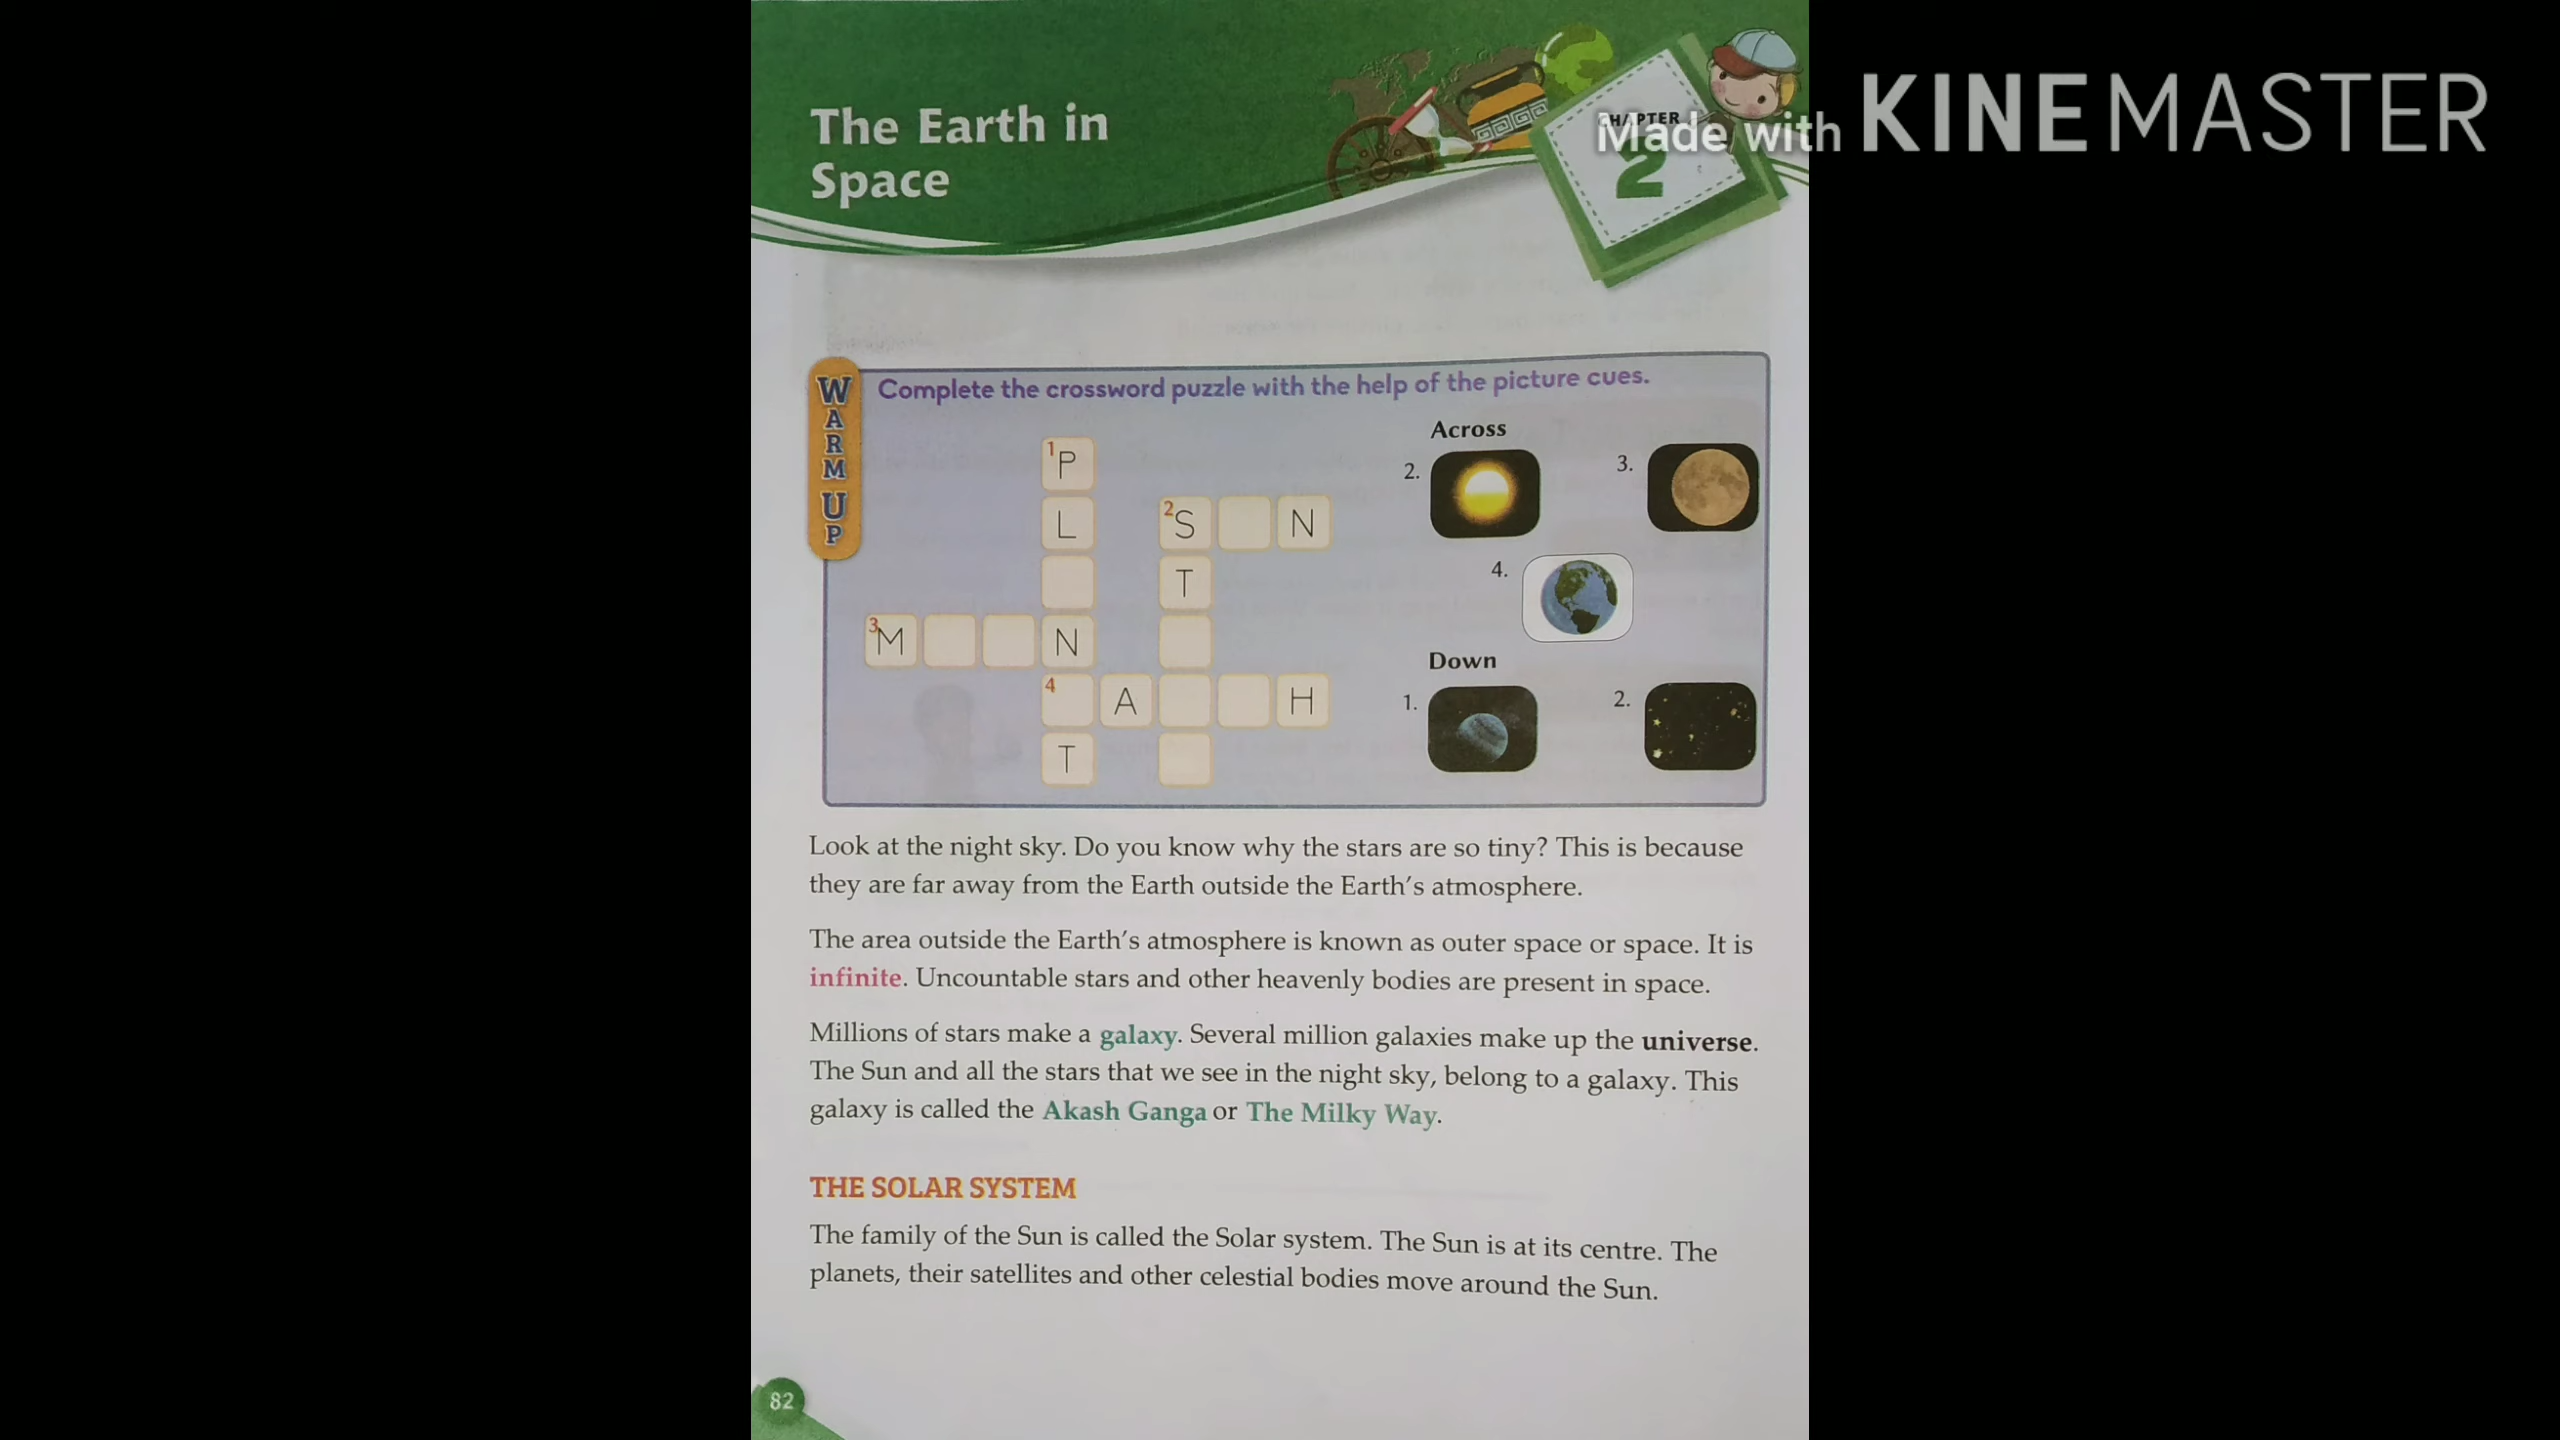 The Earth in
Space
CHAPTER
2
Made with KINEMASTER
WARM UP
Complete the crossword puzzle with the help of the picture cues.
Across
2.
3.
4.
Down
1.
2.
1 P
L
2 S N
T
3 M N
4 A H
T
Look at the night sky. Do you know why the stars are so tiny? This is because
they are far away from the Earth outside the Earth's atmosphere.
The area outside the Earth's atmosphere is known as outer space or space. It is
infinite. Uncountable stars and other heavenly bodies are present in space.
Millions of stars make a galaxy. Several million galaxies make up the universe.
The Sun and all the stars that we see in the night sky, belong to a galaxy. This
galaxy is called the Akash Ganga or The Milky Way.
THE SOLAR SYSTEM
The family of the Sun is called the Solar system. The Sun is at its centre. The
planets, their satellites and other celestial bodies move around the Sun.
82